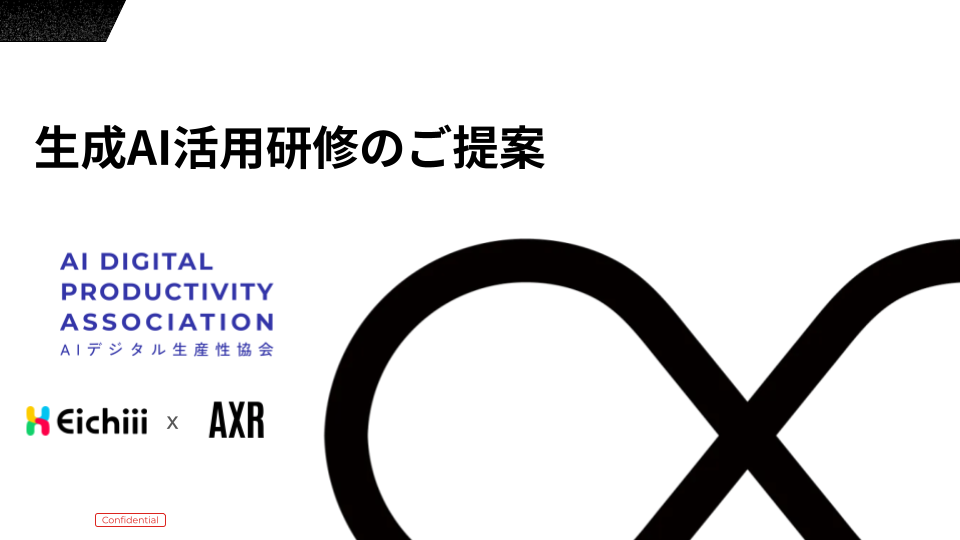 生成AI活用研修のご提案
AI DIGITAL
PRODUCTIVITY
ASSOCIATION
AIデジタル生産性協会
Eichiii x AXR
Confidential